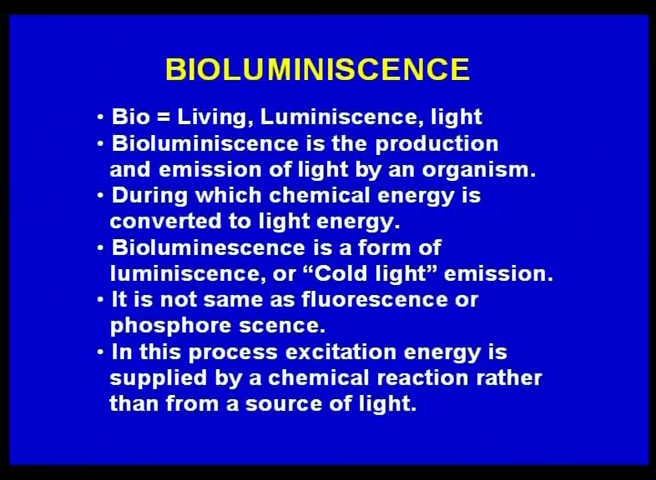 BIOLUMINISCENCE
• Bio = Living, Luminiscence, light
• Bioluminiscence is the production
and emission of light by an organism.
• During which chemical energy is
converted to light energy.
• Bioluminescence is a form of
luminiscence, or “Cold light” emission.
• It is not same as fluorescence or
phosphore scence.
• In this process excitation energy is
supplied by a chemical reaction rather
than from a source of light.